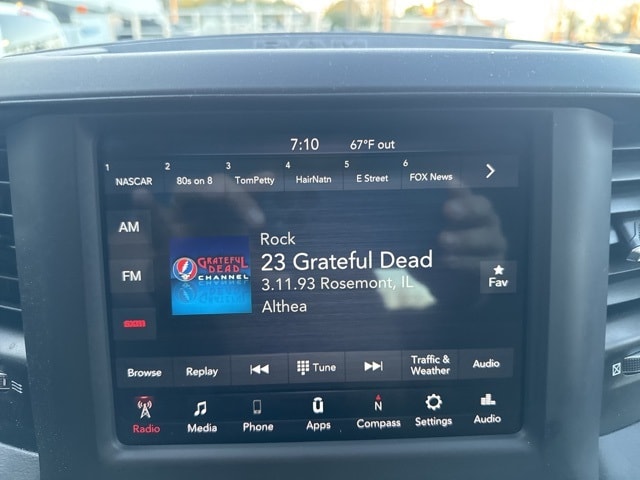 7:10 67°F out
1 NASCAR 2 80s on 8 3 TomPetty 4 HairNatn 5 E Street 6 FOX News
AM
FM
GRATEFUL
DEAD
CHANNEL
Rock
23 Grateful Dead
3.11.93 Rosemont, IL
Althea
Fav
Browse Replay Tune Traffic & Weather Audio
Radio Media Phone Apps Compass Settings Audio
N